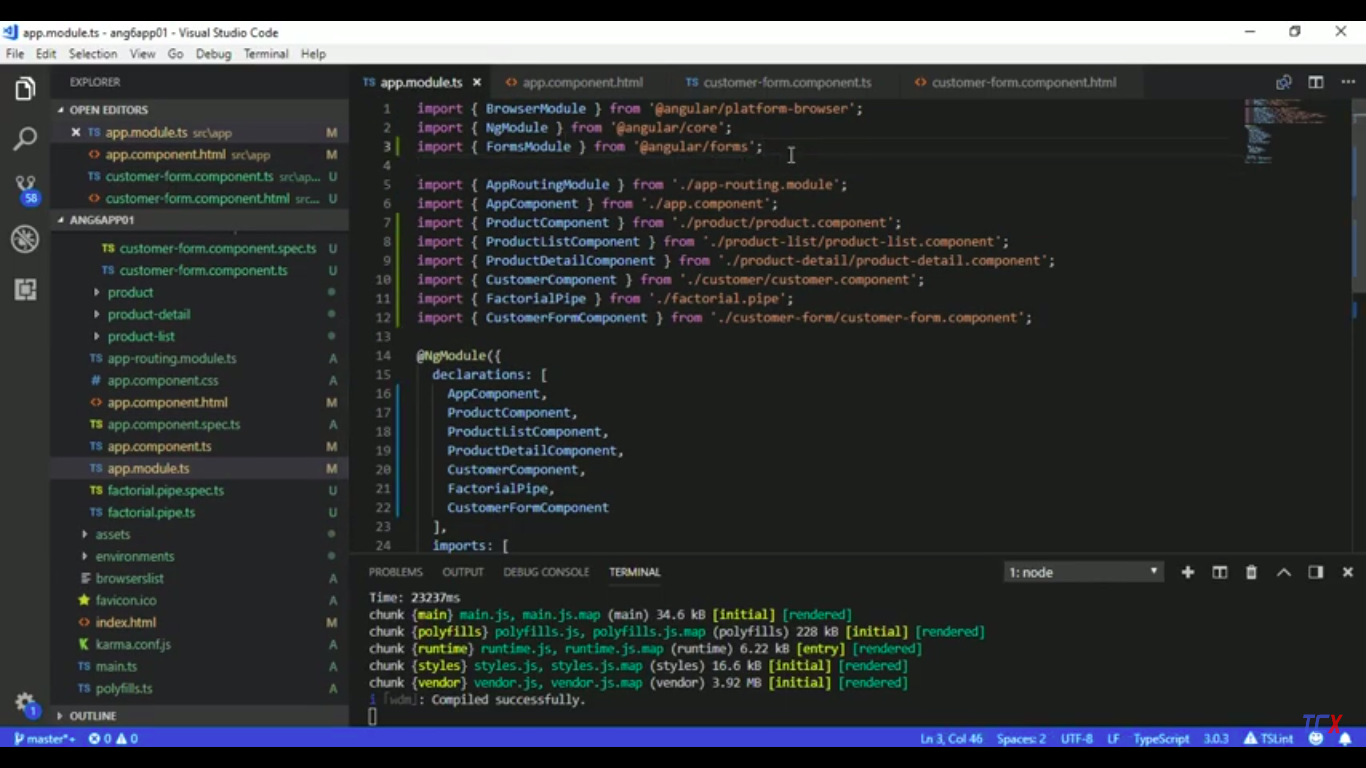 app.module.ts - ang6app01 - Visual Studio Code
File Edit Selection View Go Debug Terminal Help
EXPLORER
OPEN EDITORS
TS app.module.ts src\app M
app.component.html src\app M
TS customer-form.component.ts src\ap... U
customer-form.component.html src... U
ANG6APP01
TS customer-form.component.spec.ts U
TS customer-form.component.ts U
product
product-detail
product-list
TS app-routing.module.ts A
# app.component.css A
<> app.component.html M
TS app.component.spec.ts A
TS app.component.ts M
TS app.module.ts M
TS factorial.pipe.spec.ts U
TS factorial.pipe.ts U
assets
environments
browserslist A
favicon.ico A
<> index.html M
karma.conf.js A
TS main.ts A
TS polyfills.ts A
OUTLINE
58
1
TS app.module.ts × <> app.component.html TS customer-form.component.ts <> customer-form.component.html
1 import { BrowserModule } from '@angular/platform-browser';
2 import { NgModule } from '@angular/core';
3 import { FormsModule } from '@angular/forms';
4
5 import { AppRoutingModule } from './app-routing.module';
6 import { AppComponent } from './app.component';
7 import { ProductComponent } from './product/product.component';
8 import { ProductListComponent } from './product-list/product-list.component';
9 import { ProductDetailComponent } from './product-detail/product-detail.component';
10 import { CustomerComponent } from './customer/customer.component';
11 import { FactorialPipe } from './factorial.pipe';
12 import { CustomerFormComponent } from './customer-form/customer-form.component';
13
14 @NgModule({
15 declarations: [
16 AppComponent,
17 ProductComponent,
18 ProductListComponent,
19 ProductDetailComponent,
20 CustomerComponent,
21 FactorialPipe,
22 CustomerFormComponent
23 ],
24 imports: [
PROBLEMS OUTPUT DEBUG CONSOLE TERMINAL 1: node
Time: 23237ms
chunk {main} main.js, main.js.map (main) 34.6 kB [initial] [rendered]
chunk {polyfills} polyfills.js, polyfills.js.map (polyfills) 228 kB [initial] [rendered]
chunk {runtime} runtime.js, runtime.js.map (runtime) 6.22 kB [entry] [rendered]
chunk {styles} styles.js, styles.js.map (styles) 16.6 kB [initial] [rendered]
chunk {vendor} vendor.js, vendor.js.map (vendor) 3.92 MB [initial] [rendered]
i ｢wdm｣: Compiled successfully.
TCX
master*+ 0 0 Ln 3, Col 46 Spaces: 2 UTF-8 LF TypeScript 3.0.3 TSLint